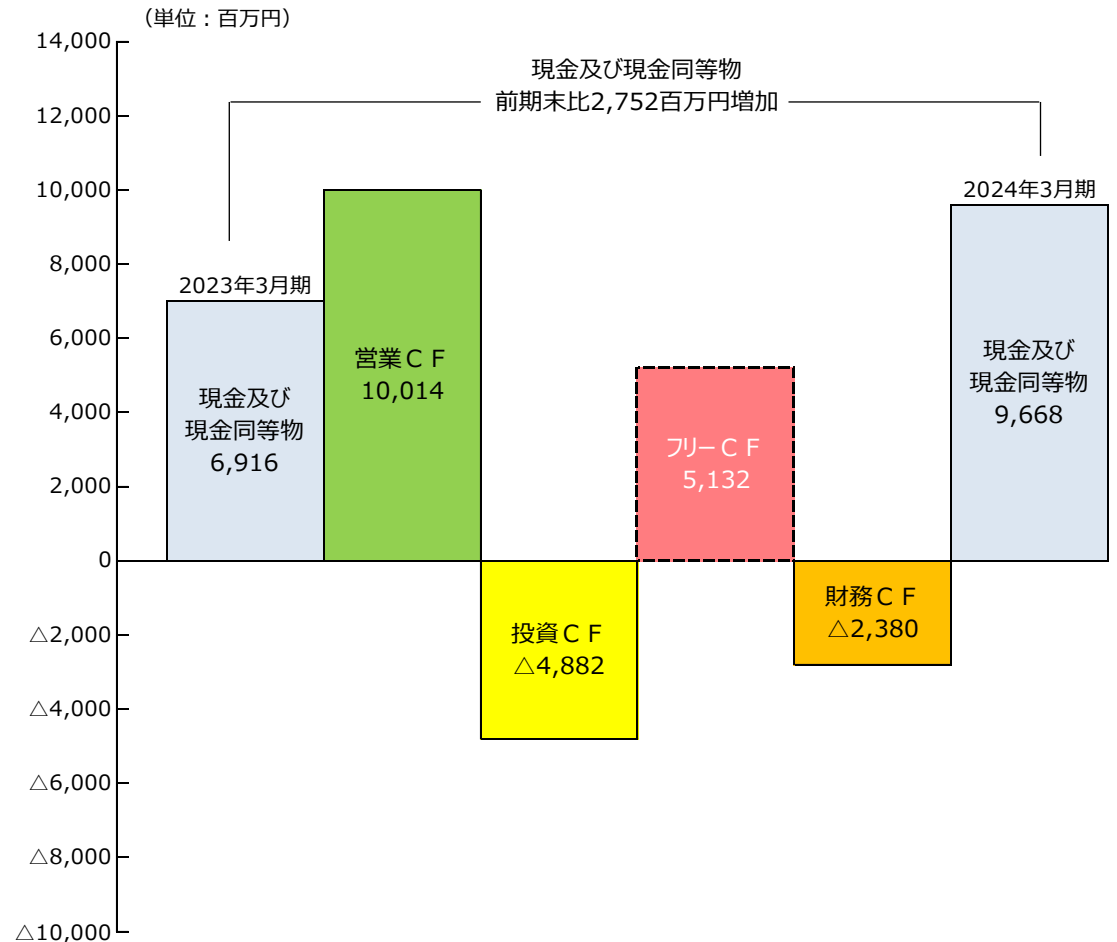 （単位：百万円）
14,000
12,000
10,000
8,000
6,000
4,000
2,000
0
△2,000
△4,000
△6,000
△8,000
△10,000
現金及び現金同等物
前期末比2,752百万円増加
2023年3月期
現金及び
現金同等物
6,916
営業ＣＦ
10,014
投資ＣＦ
△4,882
フリーＣＦ
5,132
財務ＣＦ
△2,380
2024年3月期
現金及び
現金同等物
9,668